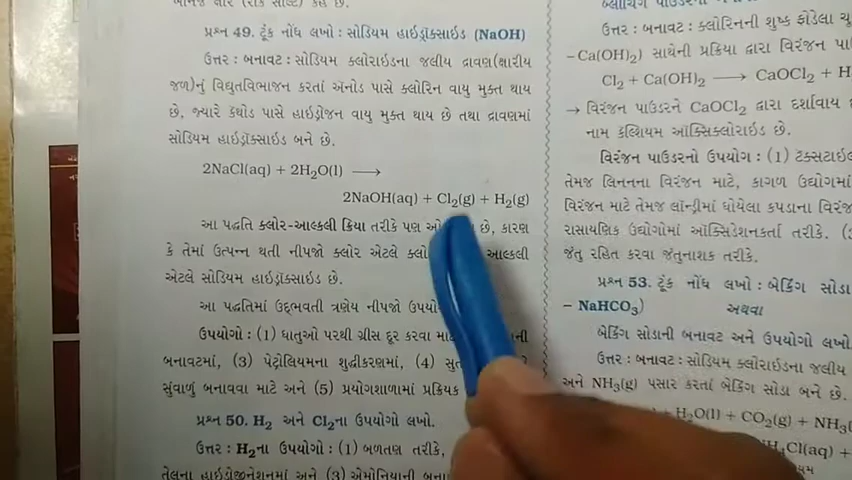 પ્રશ્ન 49. ટૂંક નોંધ લખો : સોડિયમ હાઇડ્રૉક્સાઇડ (NaOH)
ઉત્તર : બનાવટ : સોડિયમ ક્લોરાઇડના જલીય દ્રાવણ(ક્ષારીય
જળ)નું વિદ્યુતવિભાજન કરતાં ઍનોડ પાસે ક્લોરિન વાયુ મુક્ત થાય
છે, જ્યારે કૅથોડ પાસે હાઇડ્રોજન વાયુ મુક્ત થાય છે તથા દ્રાવણમાં
સોડિયમ હાઇડ્રૉક્સાઇડ બને છે.
2NaCl(aq) + 2H₂O(l) ⟶
2NaOH(aq) + Cl₂(g) + H₂(g)
આ પદ્ધતિ ક્લોર-આલ્કલી ક્રિયા તરીકે પણ છે, કારણ
કે તેમાં ઉત્પન્ન થતી નીપજો ક્લોર એટલે આલ્કલી
એટલે સોડિયમ હાઇડ્રૉક્સાઇડ છે.
આ પદ્ધતિમાં ઉદ્ભવતી ત્રણેય નીપજો
ઉપયોગો : (1) ધાતુઓ પરથી ગ્રીસ દૂર કરવા
બનાવટમાં, (3) પેટ્રોલિયમના શુદ્ધીકરણમાં, (4)
સુંવાળું બનાવવા માટે અને (5) પ્રયોગશાળામાં પ્રક્રિયક
પ્રશ્ન 50. H₂ અને Cl₂ના ઉપયોગો લખો.
ઉત્તર : H₂ના ઉપયોગો : (1) બળતણ તરીકે,
તેલના હાઇડ્રોજીનેશનમાં અને (3) એમોનિયાની
ઉત્તર : બનાવટ : ક્લોરિનની શુષ્ક ફોડેલા
– Ca(OH)₂) સાથેની પ્રક્રિયા દ્વારા વિરંજન
Cl₂ + Ca(OH)₂ ⟶ CaOCl₂ +
→ વિરંજન પાઉડરને CaOCl₂ દ્વારા દર્શાવાય
નામ કૅલ્શિયમ ઑક્સિક્લોરાઇડ છે.
વિરંજન પાઉડરનો ઉપયોગ : (1)
તેમજ લિનનના વિરંજન માટે, કાગળ ઉદ્યોગમાં
વિરંજન માટે તેમજ લૉન્ડ્રીમાં ધોયેલા કપડાના
રાસાયણિક ઉદ્યોગોમાં ઑક્સિડેશનકર્તા તરીકે.
જંતુ રહિત કરવા જંતુનાશક તરીકે.
પ્રશ્ન 53. ટૂંક નોંધ લખો : બેકિંગ સોડા
– NaHCO₃) અથવા
બેકિંગ સોડાની બનાવટ અને ઉપયોગો લખો.
ઉત્તર : બનાવટ : સોડિયમ ક્લોરાઇડના જલીય
અને NH₃(g) પસાર કરતાં બેકિંગ સોડા બને છે.
H₂O(l) + CO₂(g) + NH₃
Cl(aq) +